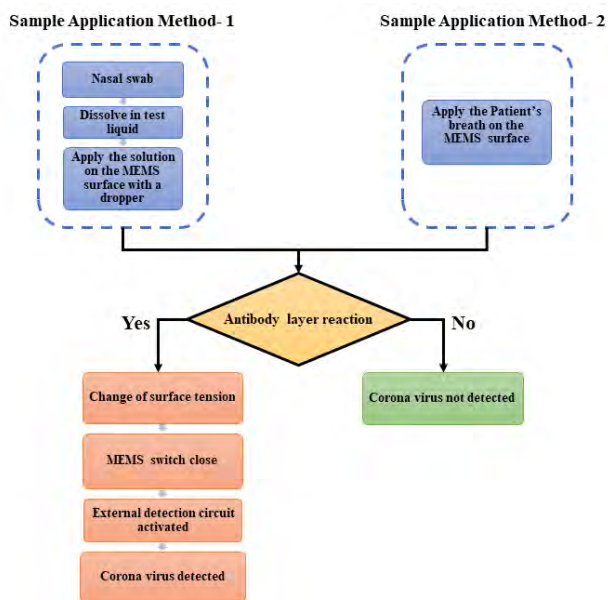 Sample Application Method- 1
Nasal swab
Dissolve in test
liquid
Apply the solution
on the MEMS
surface with a
dropper
Sample Application Method- 2
Apply the Patient's
breath on the
MEMS surface
Antibody layer reaction
Yes
No
Change of surface tension
MEMS switch close
External detection circuit
activated
Corona virus detected
Corona virus not detected